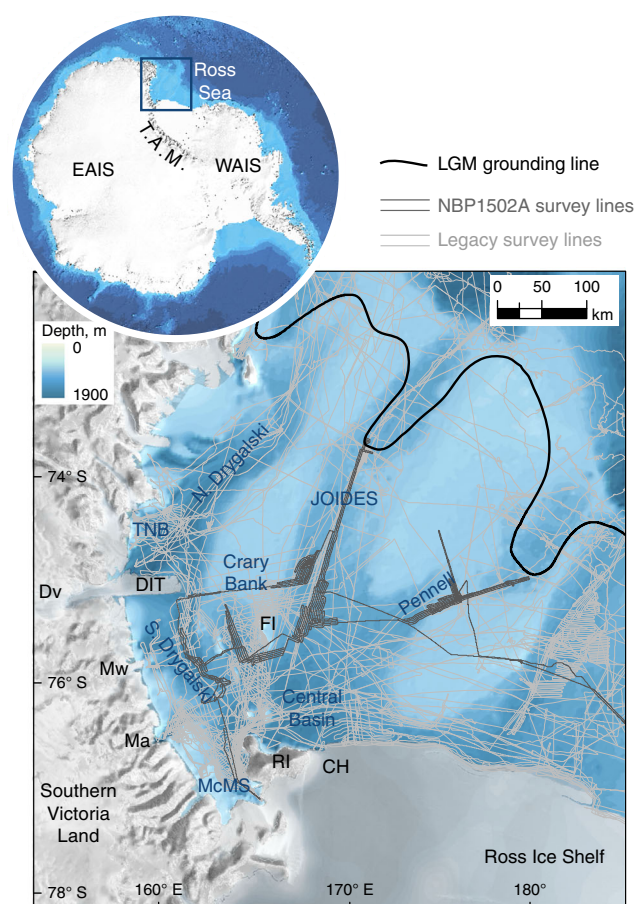 Ross
Sea
T.A.M.
EAIS
WAIS
LGM grounding line
NBP1502A survey lines
Legacy survey lines
0 50 100
km
Depth, m
0
1900
74° S
N. Drygalski
JOIDES
TNB
Crary
Bank
DIT
Dv
Pennell
FI
S. Drygalski
Mw
76° S
Central
Basin
Ma
RI
CH
McMS
Southern
Victoria
Land
Ross Ice Shelf
78° S
160° E
170° E
180°